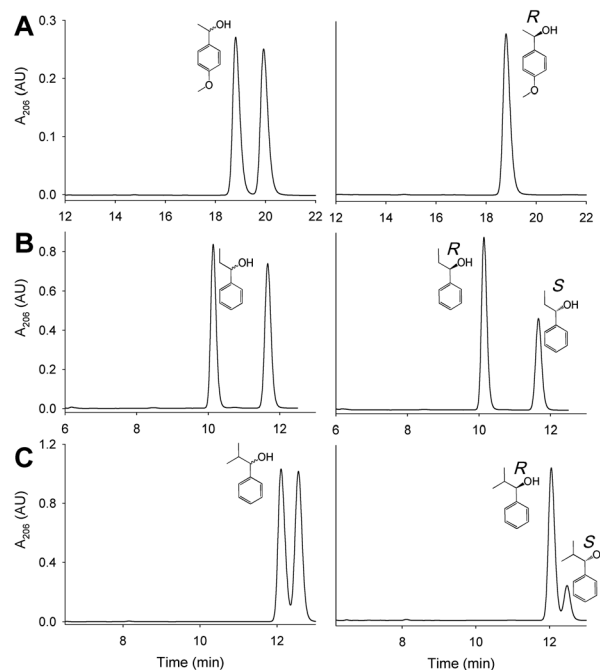 A
OH
O
R
OH
O
A206 (AU)
0.3
0.2
0.1
0.0
12 14 16 18 20 22
12 14 16 18 20 22
B
OH
R
OH
S
OH
A206 (AU)
0.8
0.6
0.4
0.2
0.0
6 8 10 12
6 8 10 12
C
OH
R
OH
S
O
A206 (AU)
1.2
0.8
0.4
0.0
8 10 12
8 10 12
Time (min)
Time (min)